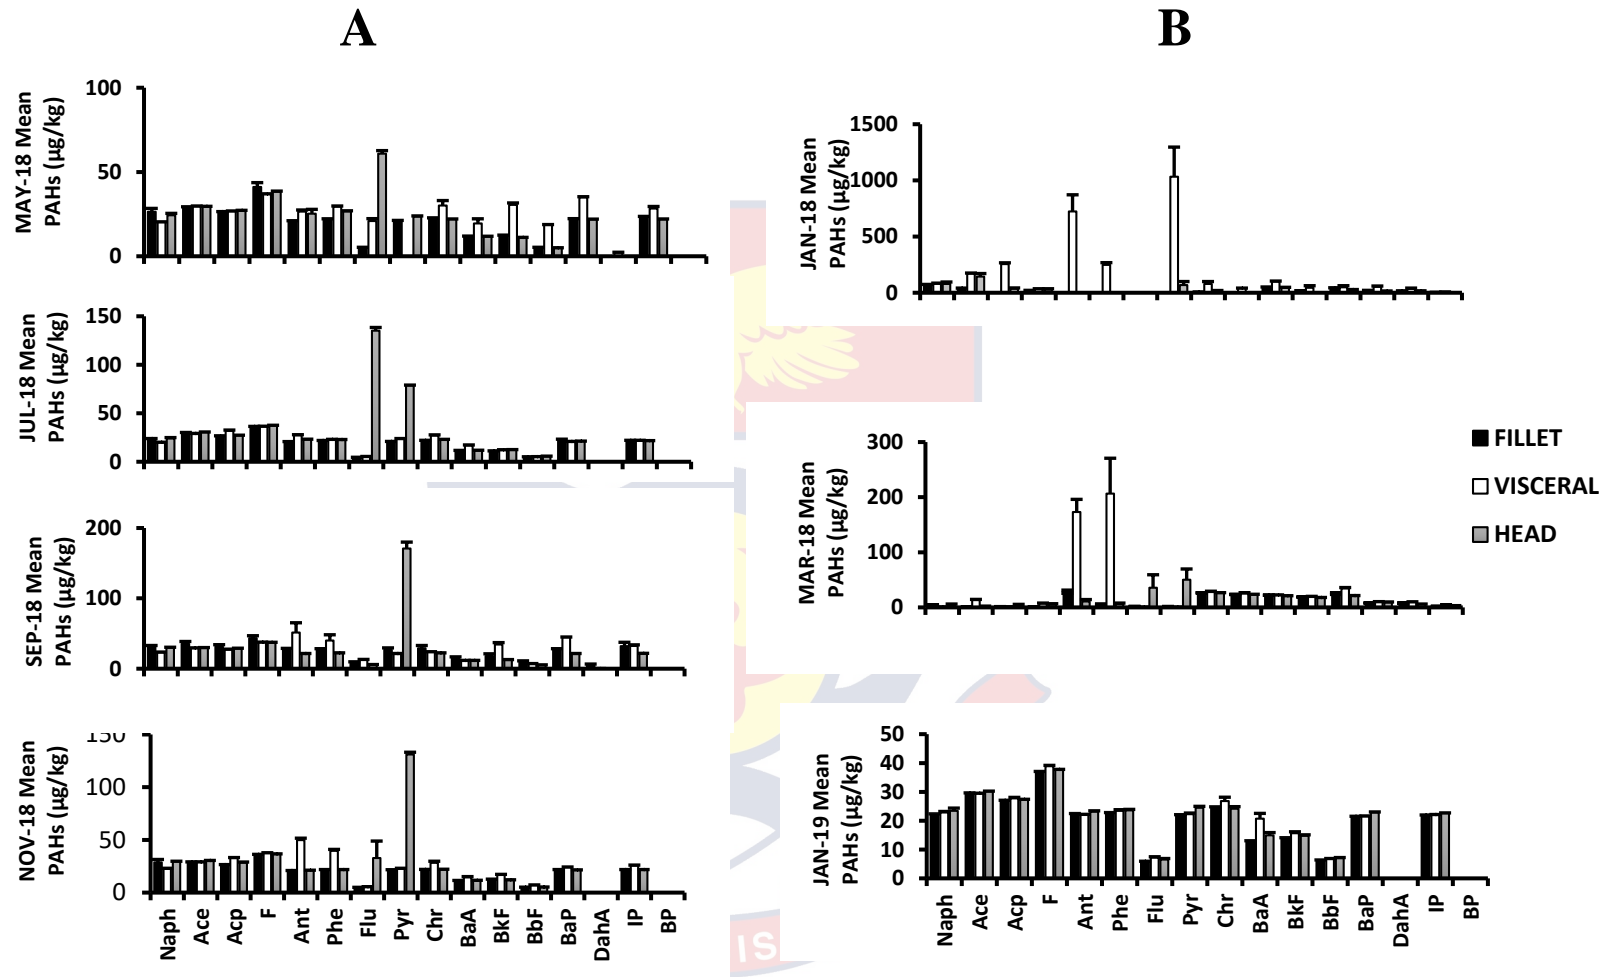 A
B
MAY-18 Mean
PAHs (µg/kg)
100
50
0
JUL-18 Mean
PAHs (µg/kg)
150
100
50
0
SEP-18 Mean
PAHs (µg/kg)
200
100
0
NOV-18 Mean
PAHs (µg/kg)
150
100
50
0
Naph
Ace
Acp
F
Ant
Phe
Flu
Pyr
Chr
BaA
BkF
BbF
BaP
DahA
IP
BP
JAN-18 Mean
PAHs (µg/kg)
1500
1000
500
0
MAR-18 Mean
PAHs (µg/kg)
300
200
100
0
JAN-19 Mean
PAHs (µg/kg)
50
40
30
20
10
0
Naph
Ace
Acp
F
Ant
Phe
Flu
Pyr
Chr
BaA
BkF
BbF
BaP
DahA
IP
BP
FILLET
VISCERAL
HEAD
IS